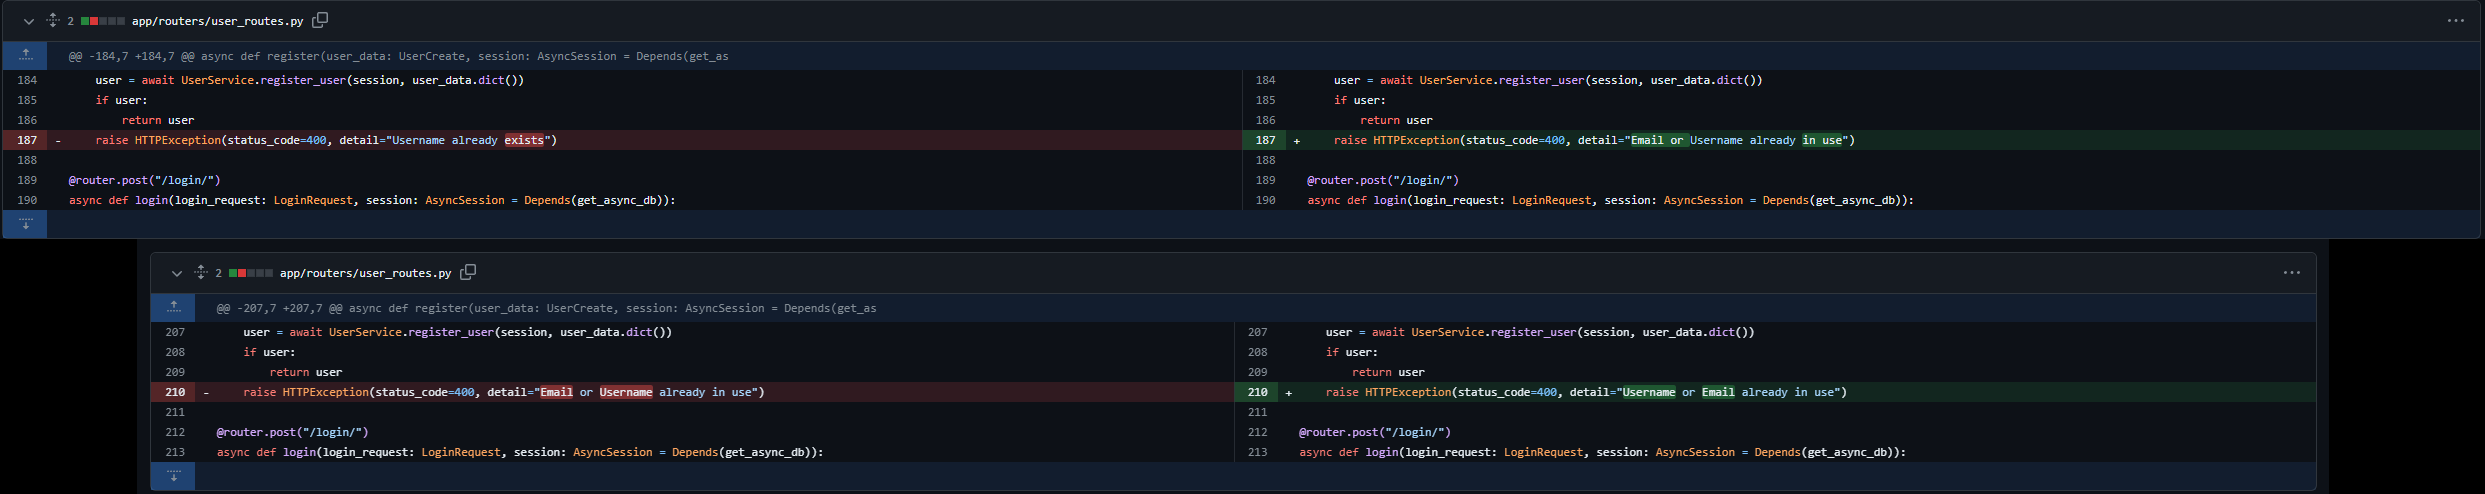 2 app/routers/user_routes.py
@@ -184,7 +184,7 @@ async def register(user_data: UserCreate, session: AsyncSession = Depends(get_as
184 user = await UserService.register_user(session, user_data.dict())
185 if user:
186 return user
187 - raise HTTPException(status_code=400, detail="Username already exists")
188
189 @router.post("/login/")
190 async def login(login_request: LoginRequest, session: AsyncSession = Depends(get_async_db)):
184 user = await UserService.register_user(session, user_data.dict())
185 if user:
186 return user
187 + raise HTTPException(status_code=400, detail="Email or Username already in use")
188
189 @router.post("/login/")
190 async def login(login_request: LoginRequest, session: AsyncSession = Depends(get_async_db)):
2 app/routers/user_routes.py
@@ -207,7 +207,7 @@ async def register(user_data: UserCreate, session: AsyncSession = Depends(get_as
207 user = await UserService.register_user(session, user_data.dict())
208 if user:
209 return user
210 - raise HTTPException(status_code=400, detail="Email or Username already in use")
211
212 @router.post("/login/")
213 async def login(login_request: LoginRequest, session: AsyncSession = Depends(get_async_db)):
207 user = await UserService.register_user(session, user_data.dict())
208 if user:
209 return user
210 + raise HTTPException(status_code=400, detail="Username or Email already in use")
211
212 @router.post("/login/")
213 async def login(login_request: LoginRequest, session: AsyncSession = Depends(get_async_db)):